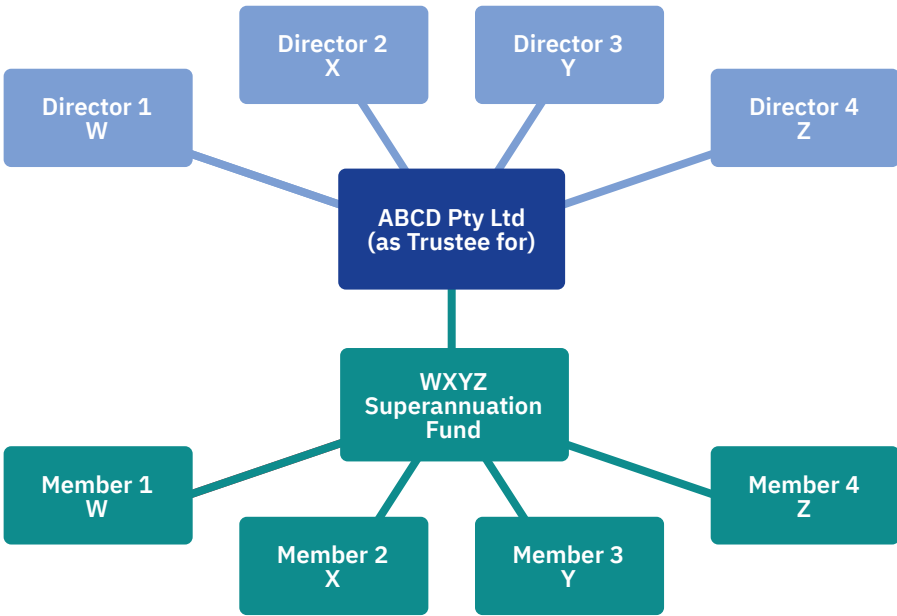 Director 2
X
Director 3
Y
Director 1
W
Director 4
Z
ABCD Pty Ltd
(as Trustee for)
WXYZ
Superannuation
Fund
Member 1
W
Member 4
Z
Member 2
X
Member 3
Y